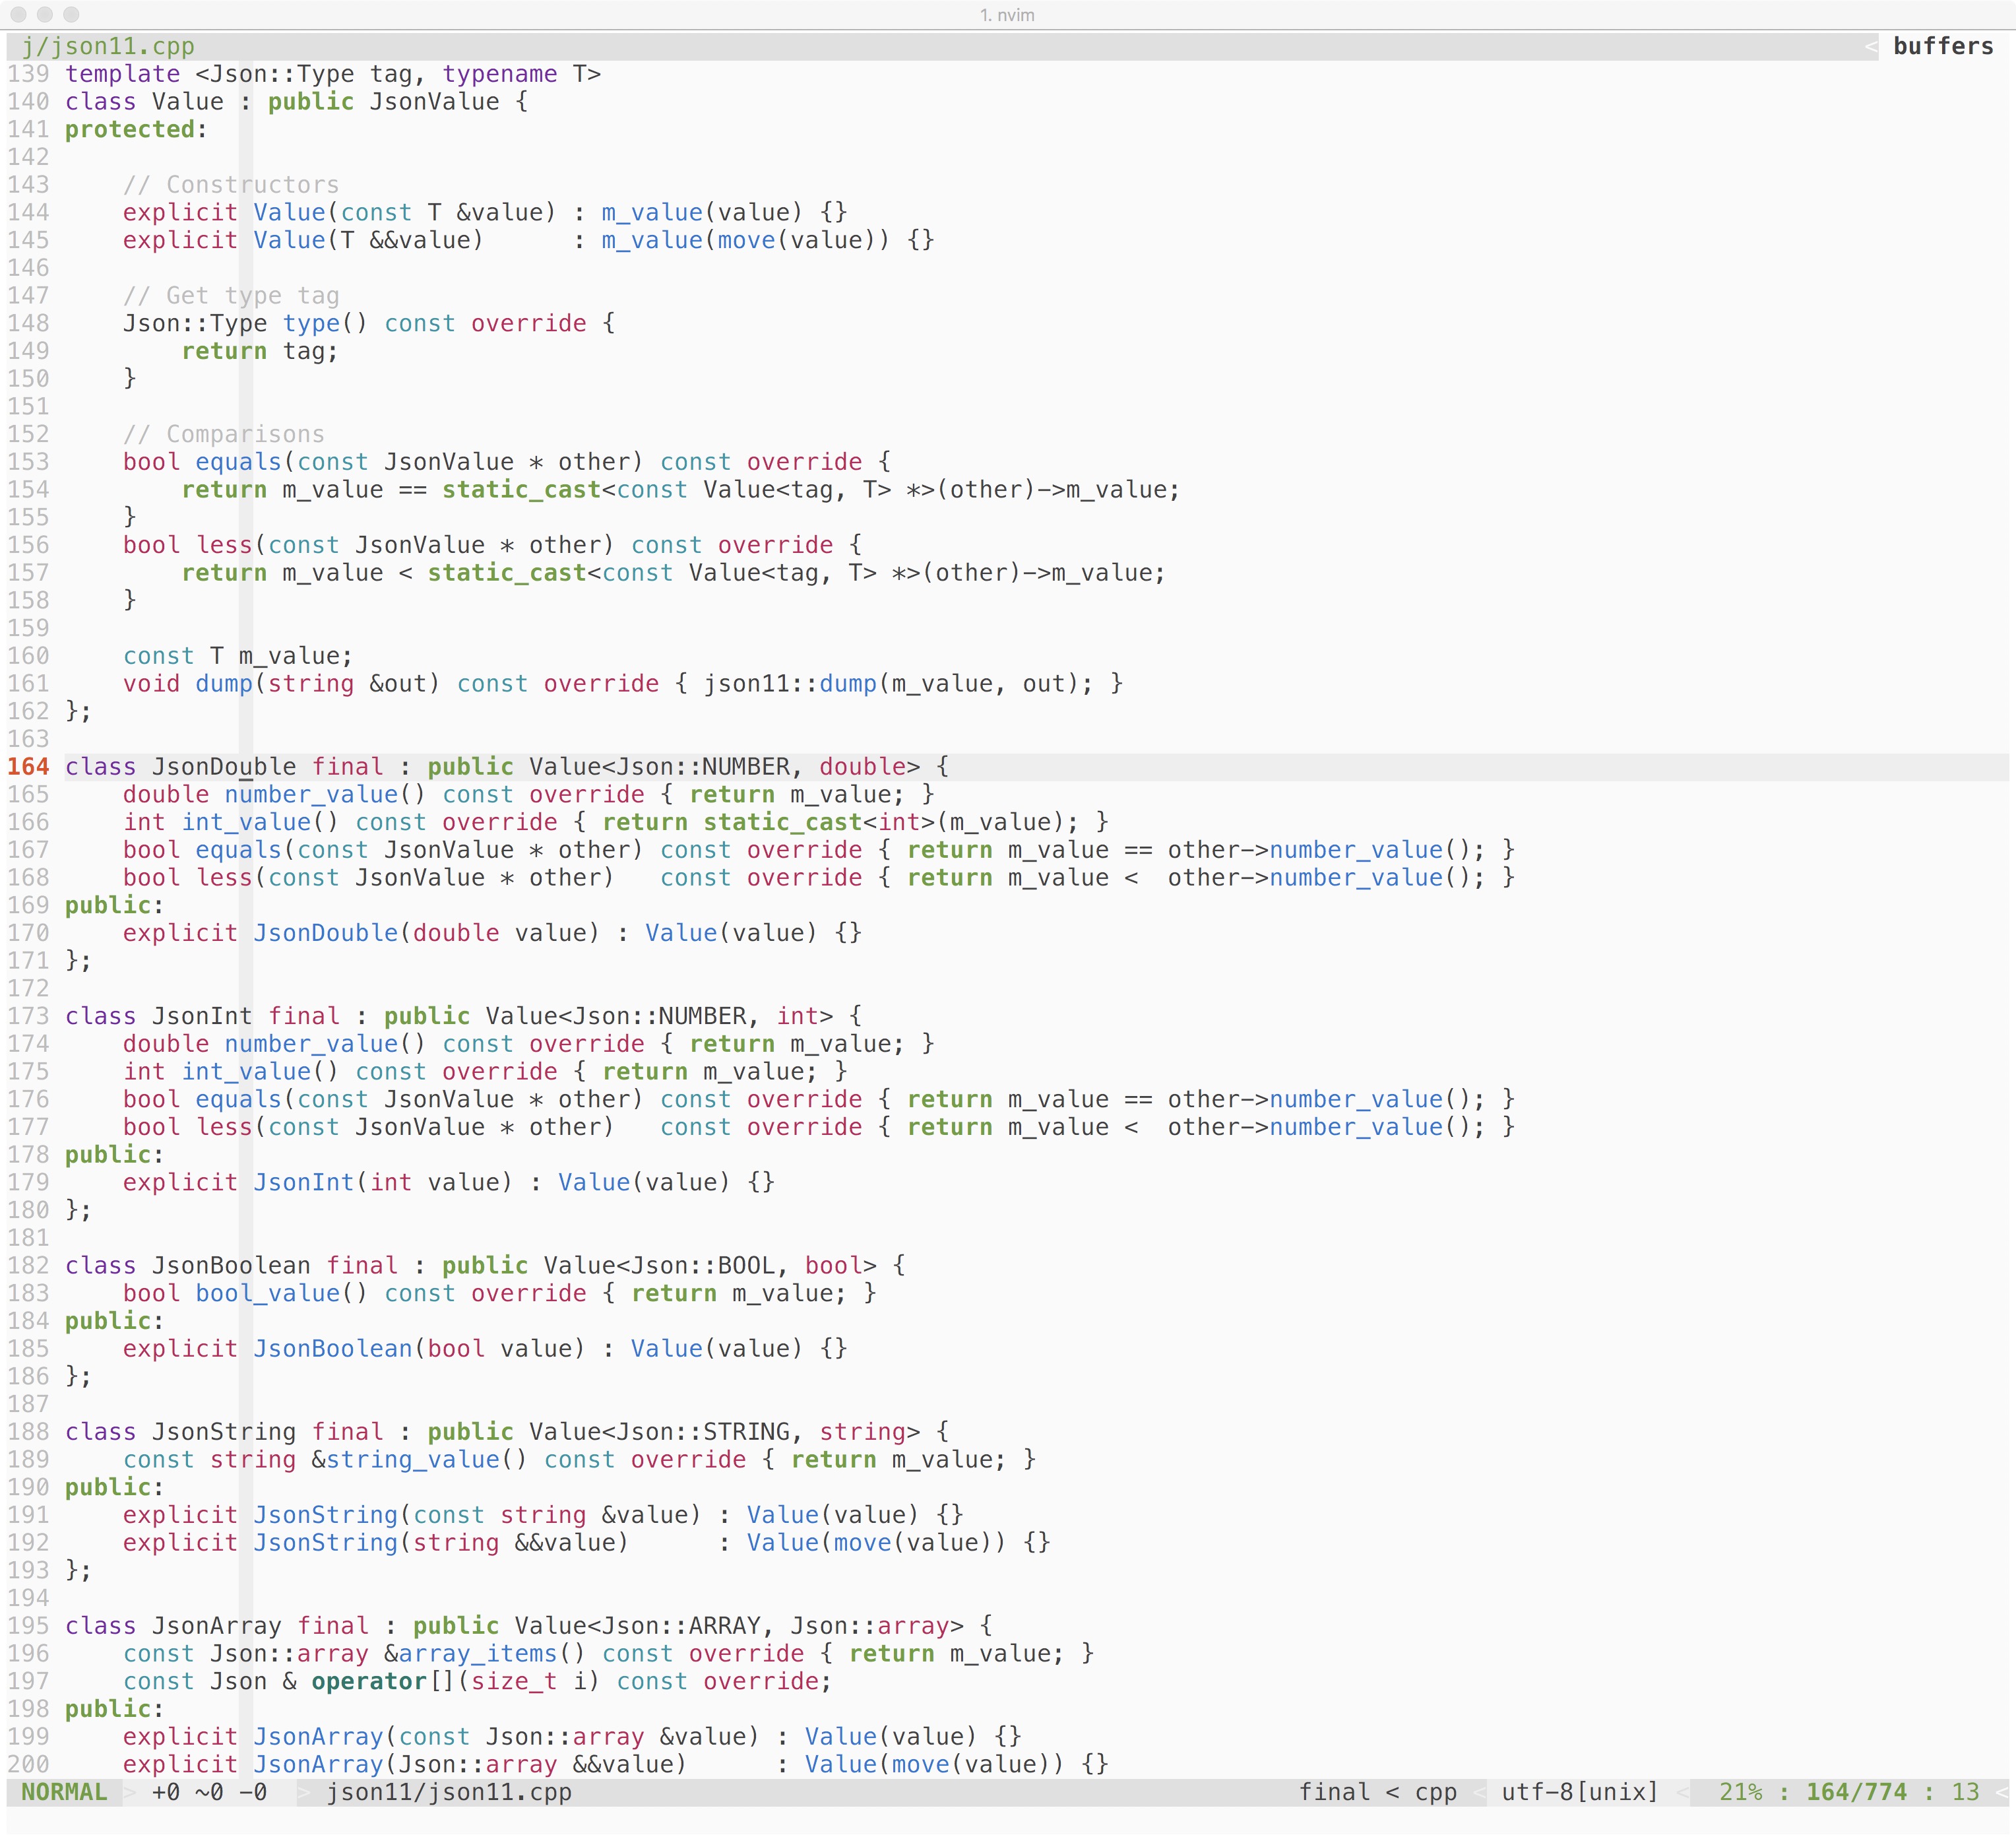 1. nvim
j/json11.cpp < buffers
139 template <Json::Type tag, typename T>
140 class Value : public JsonValue {
141 protected:
142
143     // Constructors
144     explicit Value(const T &value) : m_value(value) {}
145     explicit Value(T &&value)      : m_value(move(value)) {}
146
147     // Get type tag
148     Json::Type type() const override {
149         return tag;
150     }
151
152     // Comparisons
153     bool equals(const JsonValue * other) const override {
154         return m_value == static_cast<const Value<tag, T> *>(other)->m_value;
155     }
156     bool less(const JsonValue * other) const override {
157         return m_value < static_cast<const Value<tag, T> *>(other)->m_value;
158     }
159
160     const T m_value;
161     void dump(string &out) const override { json11::dump(m_value, out); }
162 };
163
164 class JsonDouble final : public Value<Json::NUMBER, double> {
165     double number_value() const override { return m_value; }
166     int int_value() const override { return static_cast<int>(m_value); }
167     bool equals(const JsonValue * other) const override { return m_value == other->number_value(); }
168     bool less(const JsonValue * other)   const override { return m_value <  other->number_value(); }
169 public:
170     explicit JsonDouble(double value) : Value(value) {}
171 };
172
173 class JsonInt final : public Value<Json::NUMBER, int> {
174     double number_value() const override { return m_value; }
175     int int_value() const override { return m_value; }
176     bool equals(const JsonValue * other) const override { return m_value == other->number_value(); }
177     bool less(const JsonValue * other)   const override { return m_value <  other->number_value(); }
178 public:
179     explicit JsonInt(int value) : Value(value) {}
180 };
181
182 class JsonBoolean final : public Value<Json::BOOL, bool> {
183     bool bool_value() const override { return m_value; }
184 public:
185     explicit JsonBoolean(bool value) : Value(value) {}
186 };
187
188 class JsonString final : public Value<Json::STRING, string> {
189     const string &string_value() const override { return m_value; }
190 public:
191     explicit JsonString(const string &value) : Value(value) {}
192     explicit JsonString(string &&value)      : Value(move(value)) {}
193 };
194
195 class JsonArray final : public Value<Json::ARRAY, Json::array> {
196     const Json::array &array_items() const override { return m_value; }
197     const Json & operator[](size_t i) const override;
198 public:
199     explicit JsonArray(const Json::array &value) : Value(value) {}
200     explicit JsonArray(Json::array &&value)      : Value(move(value)) {}
NORMAL > +0 ~0 -0 > json11/json11.cpp final < cpp < utf-8[unix] < 21% : 164/774 : 13 <